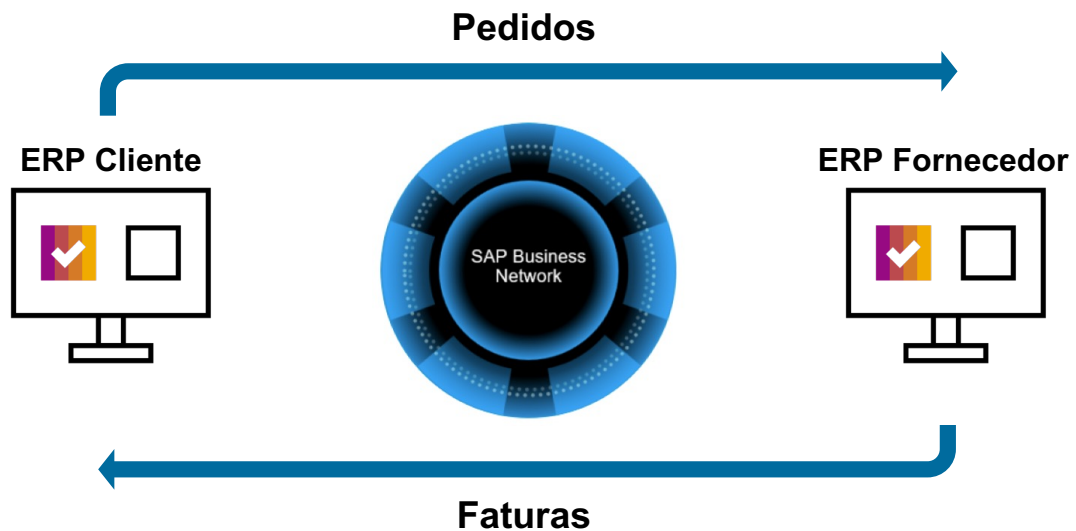 Pedidos
ERP Cliente
ERP Fornecedor
SAP Business
Network
Faturas